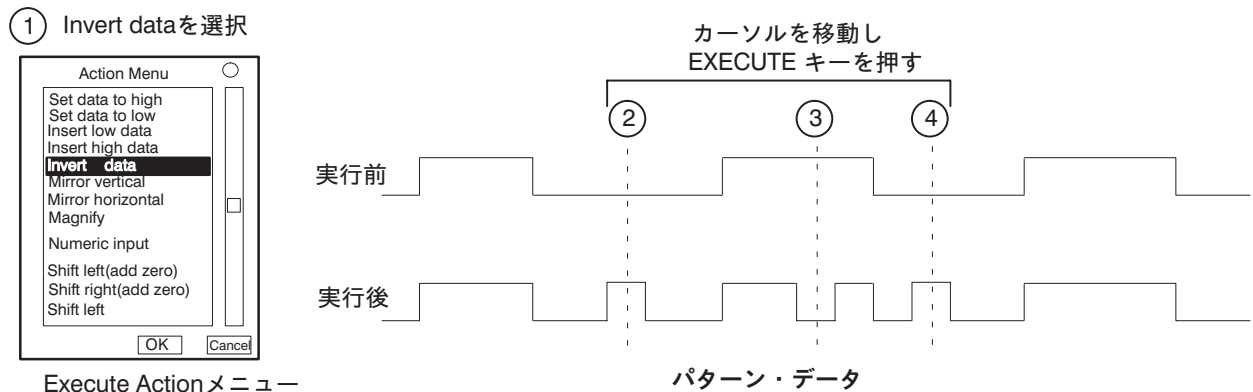 ① Invert dataを選択
Action Menu
Set data to high
Set data to low
Insert low data
Insert high data
Invert data
Mirror vertical
Mirror horizontal
Magnify
Numeric input
Shift left(add zero)
Shift right(add zero)
Shift left
OK Cancel
Execute Actionメニュー
カーソルを移動し
EXECUTE キーを押す
② ③ ④
実行前
実行後
パターン・データ